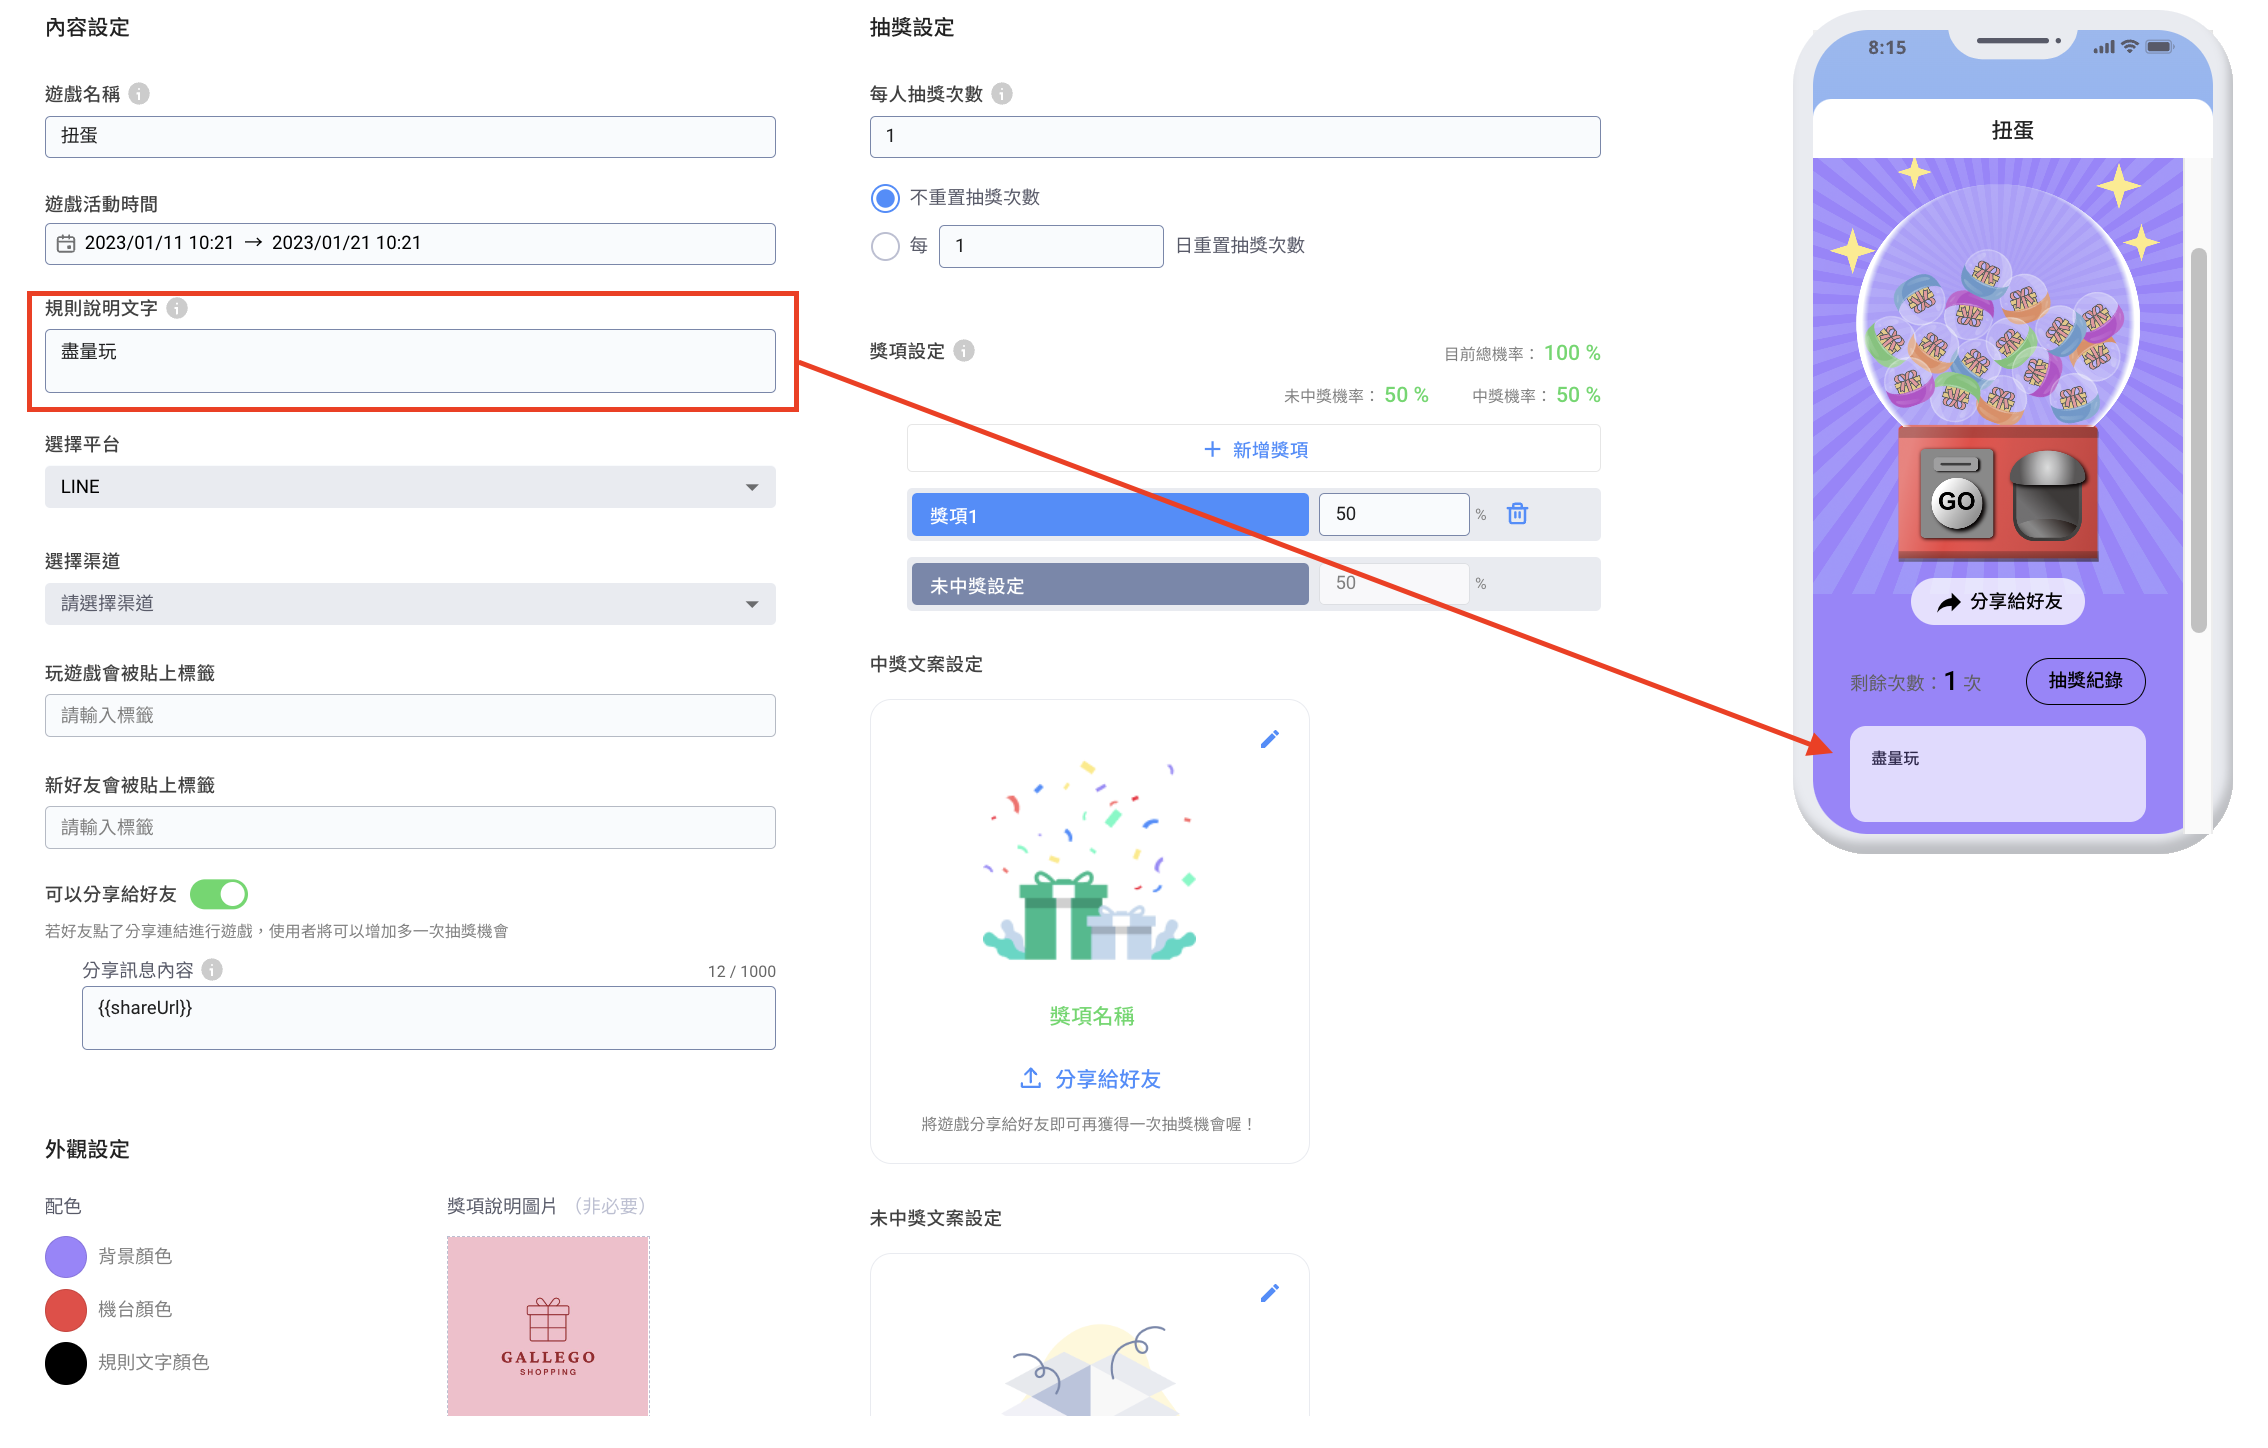 內容設定
遊戲名稱
扭蛋
遊戲活動時間
2023/01/11 10:21 → 2023/01/21 10:21
規則說明文字
盡量玩
選擇平台
LINE
選擇渠道
請選擇渠道
玩遊戲會被貼上標籤
請輸入標籤
新好友會被貼上標籤
請輸入標籤
可以分享給好友
若好友點了分享連結進行遊戲，使用者將可以增加多一次抽獎機會
分享訊息內容
12 / 1000
{{shareUrl}}
外觀設定
配色
背景顏色
機台顏色
規則文字顏色
獎項說明圖片 （非必要）
GALLEGO
SHOPPING
抽獎設定
每人抽獎次數
1
不重置抽獎次數
每 1 日重置抽獎次數
獎項設定
目前總機率： 100 %
未中獎機率： 50 % 中獎機率： 50 %
+ 新增獎項
獎項1 50 %
未中獎設定 50 %
中獎文案設定
獎項名稱
分享給好友
將遊戲分享給好友即可再獲得一次抽獎機會喔！
未中獎文案設定
8:15
扭蛋
GO
分享給好友
剩餘次數：1 次
抽獎紀錄
盡量玩